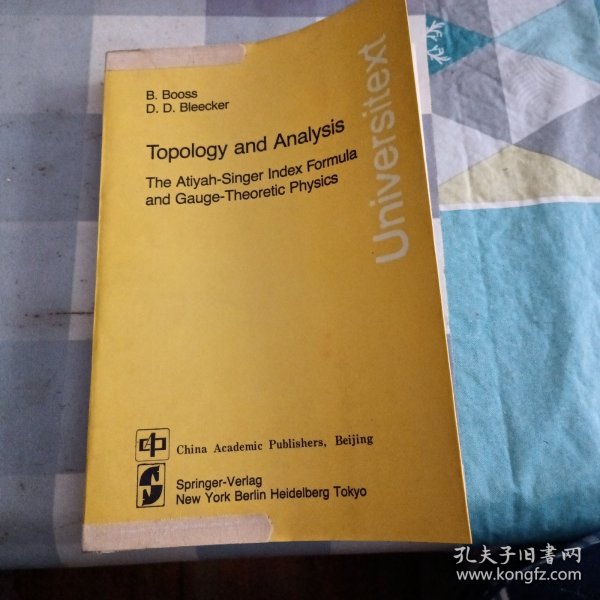 B. Booss
D. D. Bleecker
Topology and Analysis
The Atiyah-Singer Index Formula
and Gauge-Theoretic Physics
Universitext
China Academic Publishers, Beijing
Springer-Verlag
New York Berlin Heidelberg Tokyo
孔夫子旧书网
www.kongfz.com